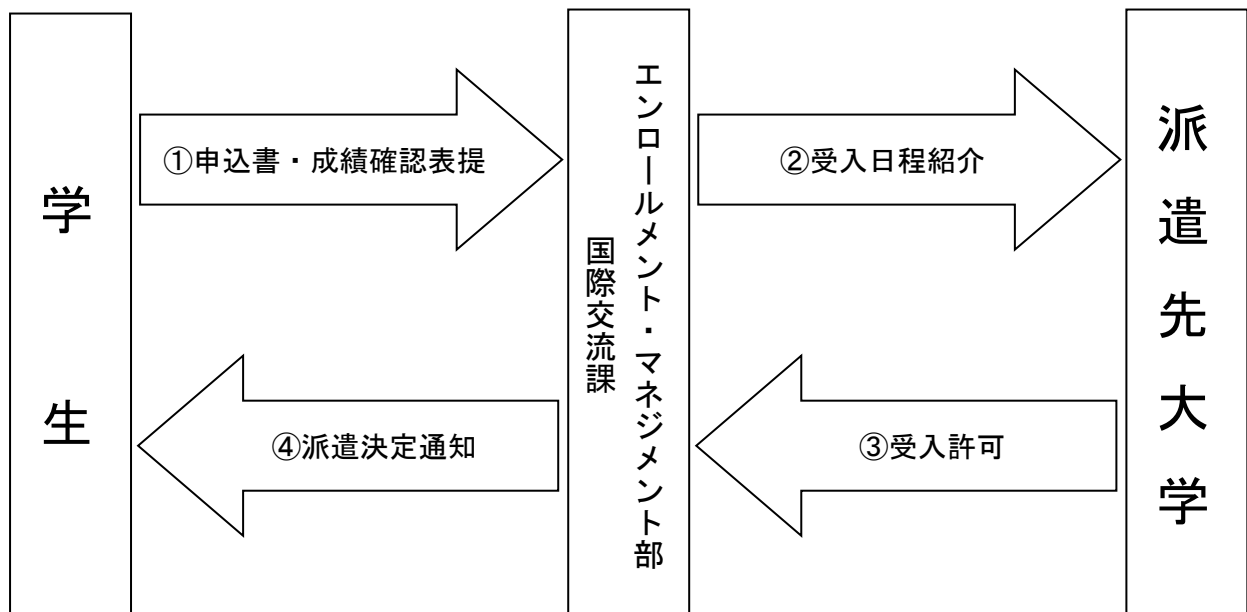 学生
①申込書・成績確認表提
④派遣決定通知
エンロールメント・マネジメント部
国際交流課
②受入日程紹介
③受入許可
派遣先大学